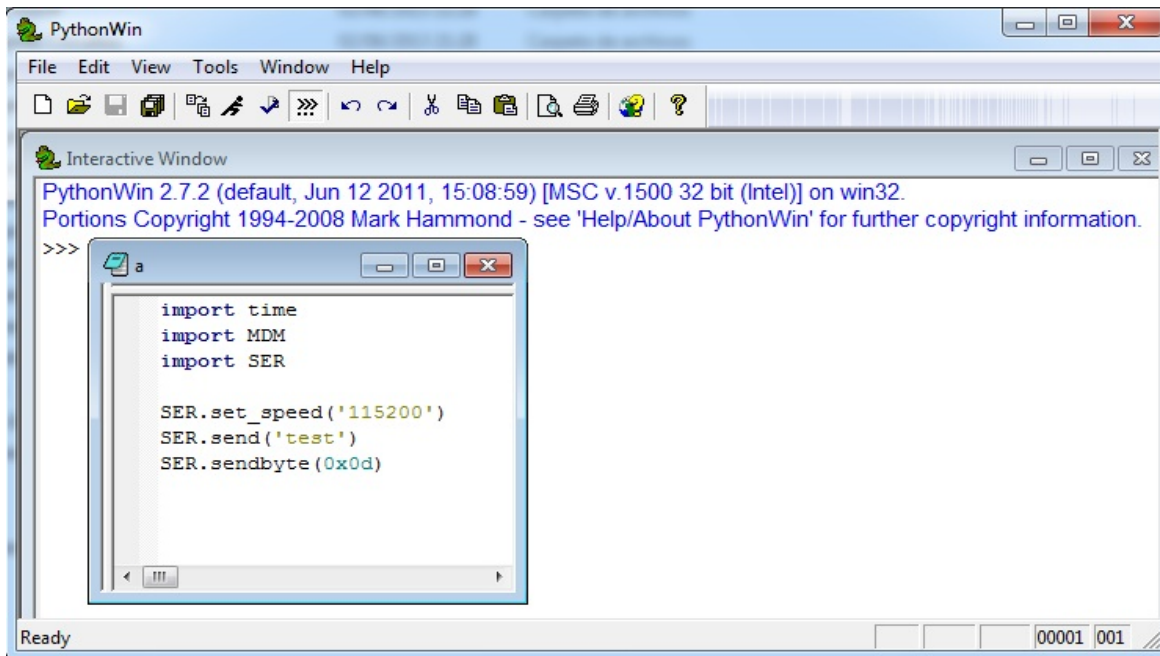 PythonWin
File Edit View Tools Window Help
Interactive Window
PythonWin 2.7.2 (default, Jun 12 2011, 15:08:59) [MSC v.1500 32 bit (Intel)] on win32.
Portions Copyright 1994-2008 Mark Hammond - see 'Help/About PythonWin' for further copyright information.
>>>
a
import time
import MDM
import SER
SER.set_speed('115200')
SER.send('test')
SER.sendbyte(0x0d)
Ready 00001 001